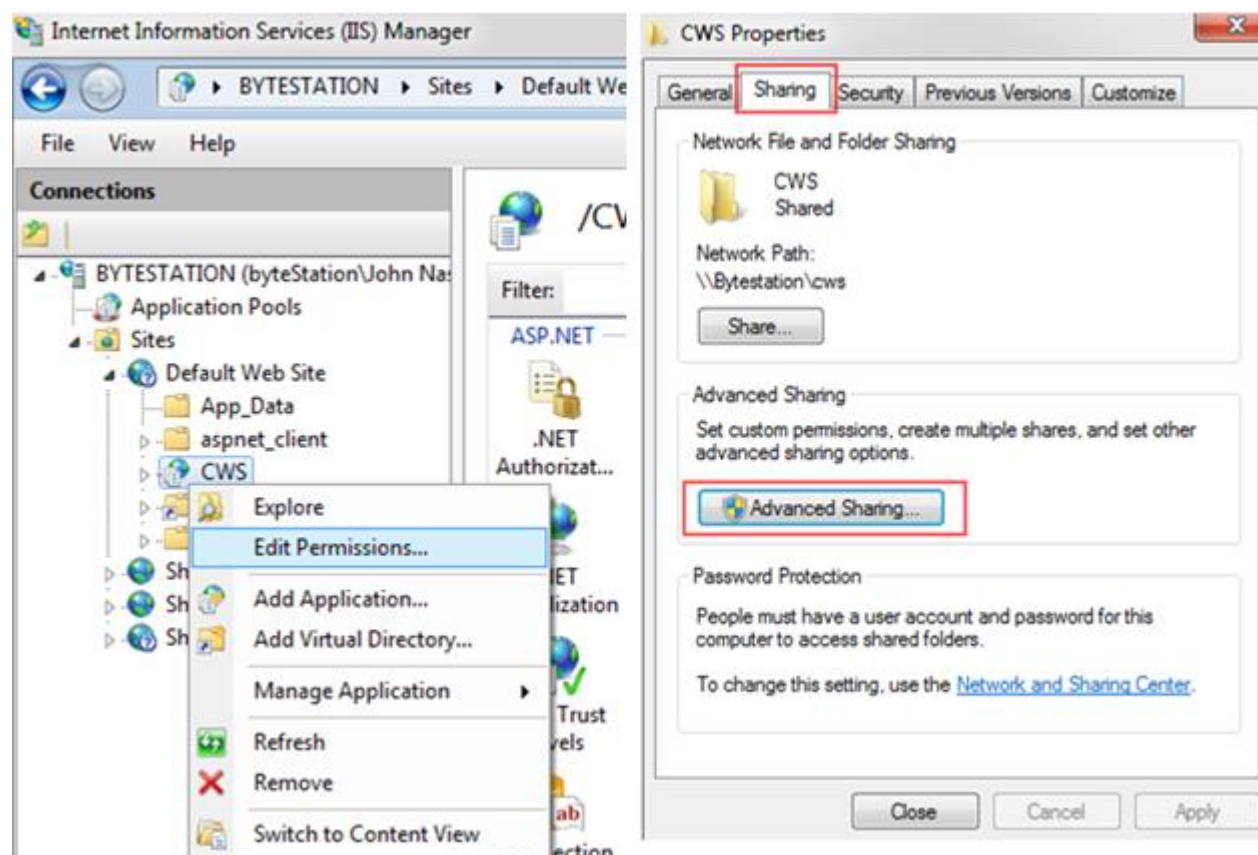 Internet Information Services (IIS) Manager
BYTESTATION Sites Default We
File View Help
Connections
BYTESTATION (byteStation\John Na
Application Pools
Sites
Default Web Site
App_Data
aspnet_client
CWS
Sh
Sh
Sh
Explore
Edit Permissions...
Add Application...
Add Virtual Directory...
Manage Application
Refresh
Remove
Switch to Content View
Filter:
ASP.NET
.NET
Authorizat...
ET
lization
Trust
vels
ab
CWS Properties
General Sharing Security Previous Versions Customize
Network File and Folder Sharing
CWS
Shared
Network Path:
\\Bytestation\cws
Share...
Advanced Sharing
Set custom permissions, create multiple shares, and set other
advanced sharing options.
Advanced Sharing...
Password Protection
People must have a user account and password for this
computer to access shared folders.
To change this setting, use the Network and Sharing Center.
Close Cancel Apply